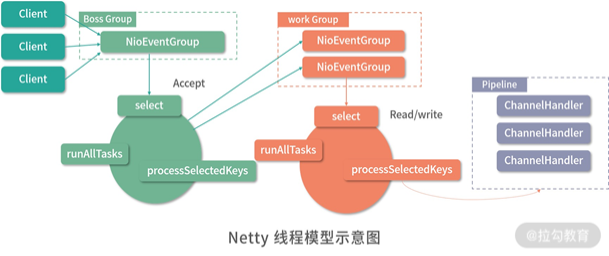 Client
Client
Client
Boss Group
NioEventGroup
Accept
select
runAllTasks
processSelectedKeys
work Group
NioEventGroup
NioEventGroup
select
Read/write
runAllTasks
processSelectedKeys
Pipeline
ChannelHandler
ChannelHandler
ChannelHandler
Netty 线程模型示意图
@拉勾教育